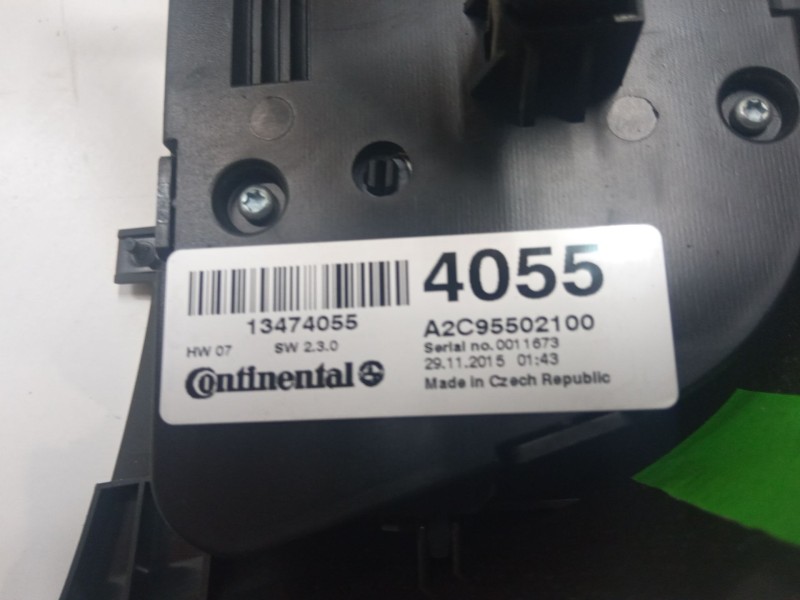 4055
13474055
A2C95502100
HW 07 SW 2.3.0
Serial no. 0011673
29.11.2015 01:43
Continental
Made in Czech Republic